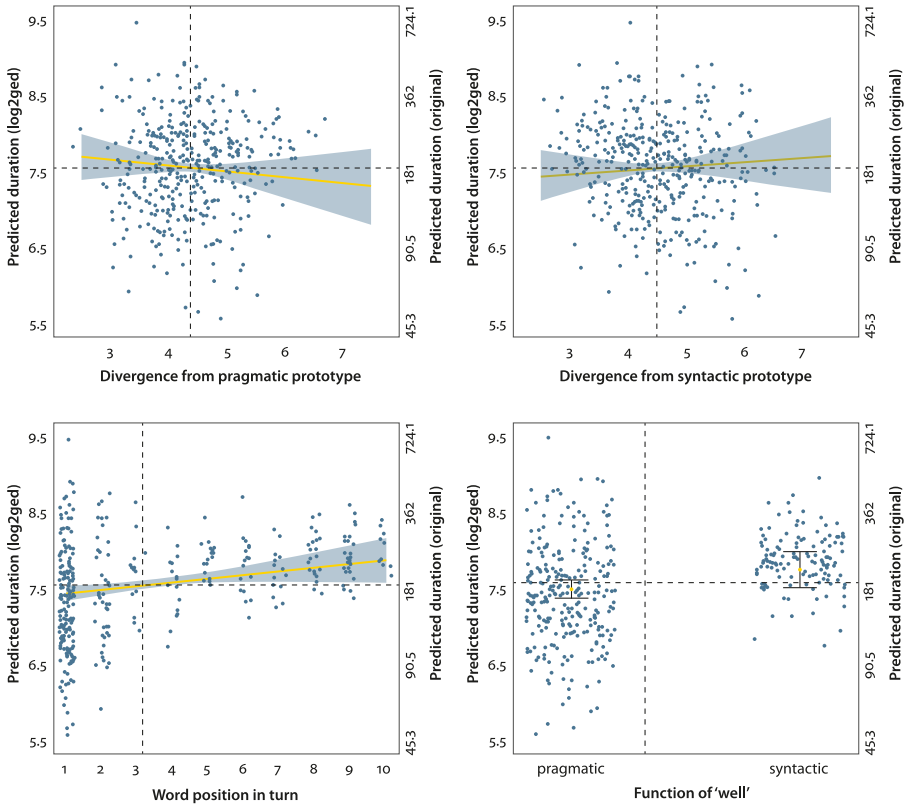 Predicted duration (log2ged)
9.5
8.5
7.5
6.5
5.5
724.1
362
181
90.5
45.3
Predicted duration (original)
3 4 5 6 7
Divergence from pragmatic prototype
Predicted duration (log2ged)
9.5
8.5
7.5
6.5
5.5
724.1
362
181
90.5
45.3
Predicted duration (original)
3 4 5 6 7
Divergence from syntactic prototype
Predicted duration (log2ged)
9.5
8.5
7.5
6.5
5.5
724.1
362
181
90.5
45.3
Predicted duration (original)
1 2 3 4 5 6 7 8 9 10
Word position in turn
Predicted duration (log2ged)
9.5
8.5
7.5
6.5
5.5
724.1
362
181
90.5
45.3
Predicted duration (original)
pragmatic syntactic
Function of ‘well’